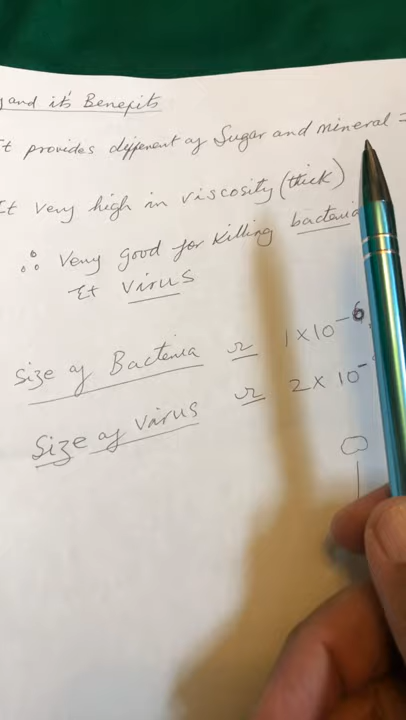 and it's Benefits
It provides different of Sugar and mineral =
It very high in viscosity (thick)
∴ Very good for killing bacteria
Et Virus
Size of Bacteria ≈ 1×10⁻⁶
Size of Virus ≈ 2×10⁻